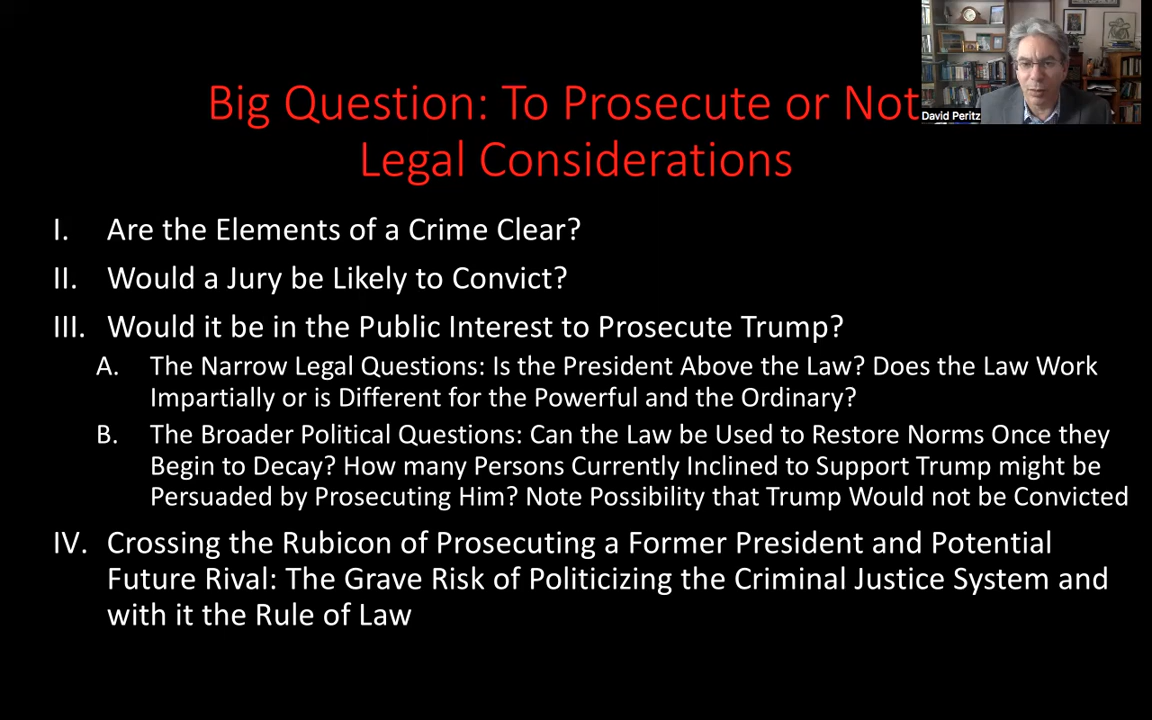 Big Question: To Prosecute or Not
Legal Considerations
David Peritz
I. Are the Elements of a Crime Clear?
II. Would a Jury be Likely to Convict?
III. Would it be in the Public Interest to Prosecute Trump?
A. The Narrow Legal Questions: Is the President Above the Law? Does the Law Work
Impartially or is Different for the Powerful and the Ordinary?
B. The Broader Political Questions: Can the Law be Used to Restore Norms Once they
Begin to Decay? How many Persons Currently Inclined to Support Trump might be
Persuaded by Prosecuting Him? Note Possibility that Trump Would not be Convicted
IV. Crossing the Rubicon of Prosecuting a Former President and Potential
Future Rival: The Grave Risk of Politicizing the Criminal Justice System and
with it the Rule of Law